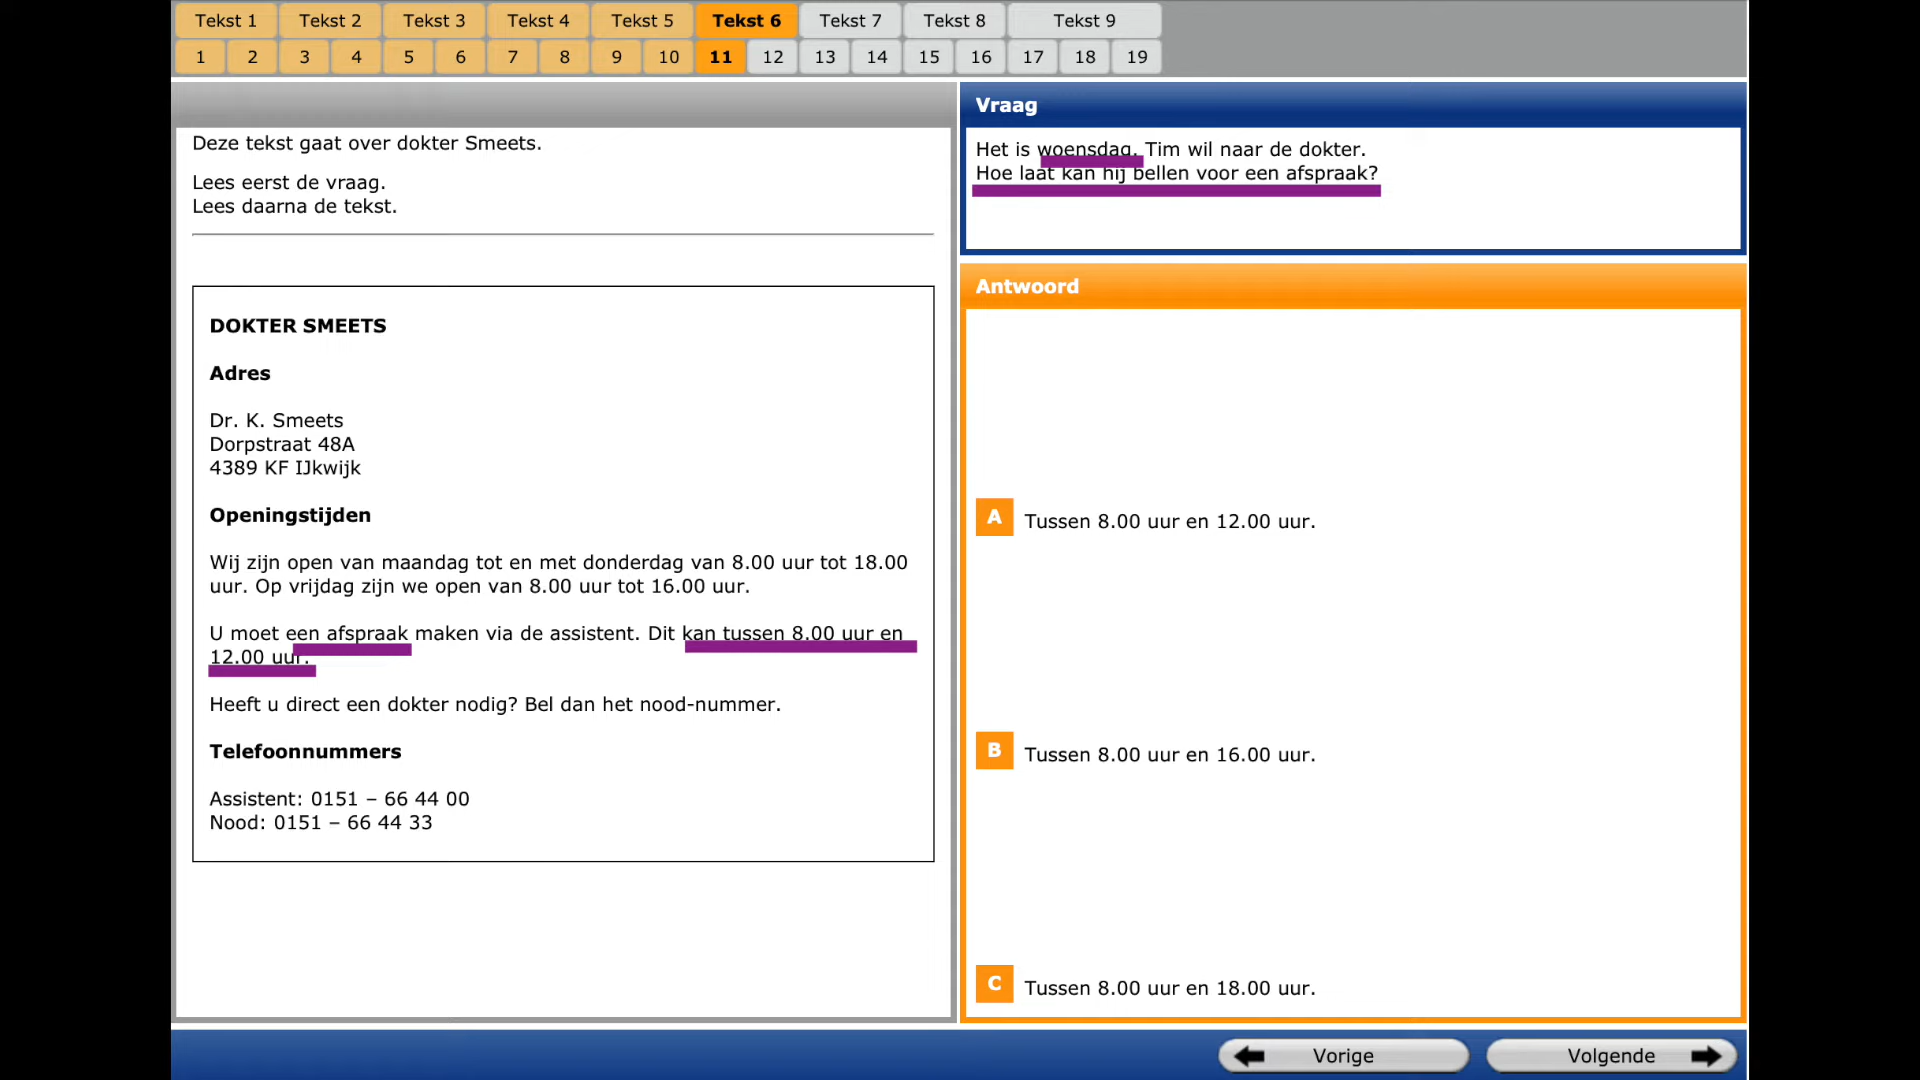 Tekst 1 Tekst 2 Tekst 3 Tekst 4 Tekst 5 Tekst 6 Tekst 7 Tekst 8 Tekst 9
1 2 3 4 5 6 7 8 9 10 11 12 13 14 15 16 17 18 19
Deze tekst gaat over dokter Smeets.
Lees eerst de vraag.
Lees daarna de tekst.
DOKTER SMEETS
Adres
Dr. K. Smeets
Dorpstraat 48A
4389 KF IJkwijk
Openingstijden
Wij zijn open van maandag tot en met donderdag van 8.00 uur tot 18.00
uur. Op vrijdag zijn we open van 8.00 uur tot 16.00 uur.
U moet een afspraak maken via de assistent. Dit kan tussen 8.00 uur en
12.00 uur.
Heeft u direct een dokter nodig? Bel dan het nood-nummer.
Telefoonnummers
Assistent: 0151 – 66 44 00
Nood: 0151 – 66 44 33
Vraag
Het is woensdag. Tim wil naar de dokter.
Hoe laat kan hij bellen voor een afspraak?
Antwoord
A Tussen 8.00 uur en 12.00 uur.
B Tussen 8.00 uur en 16.00 uur.
C Tussen 8.00 uur en 18.00 uur.
Vorige Volgende